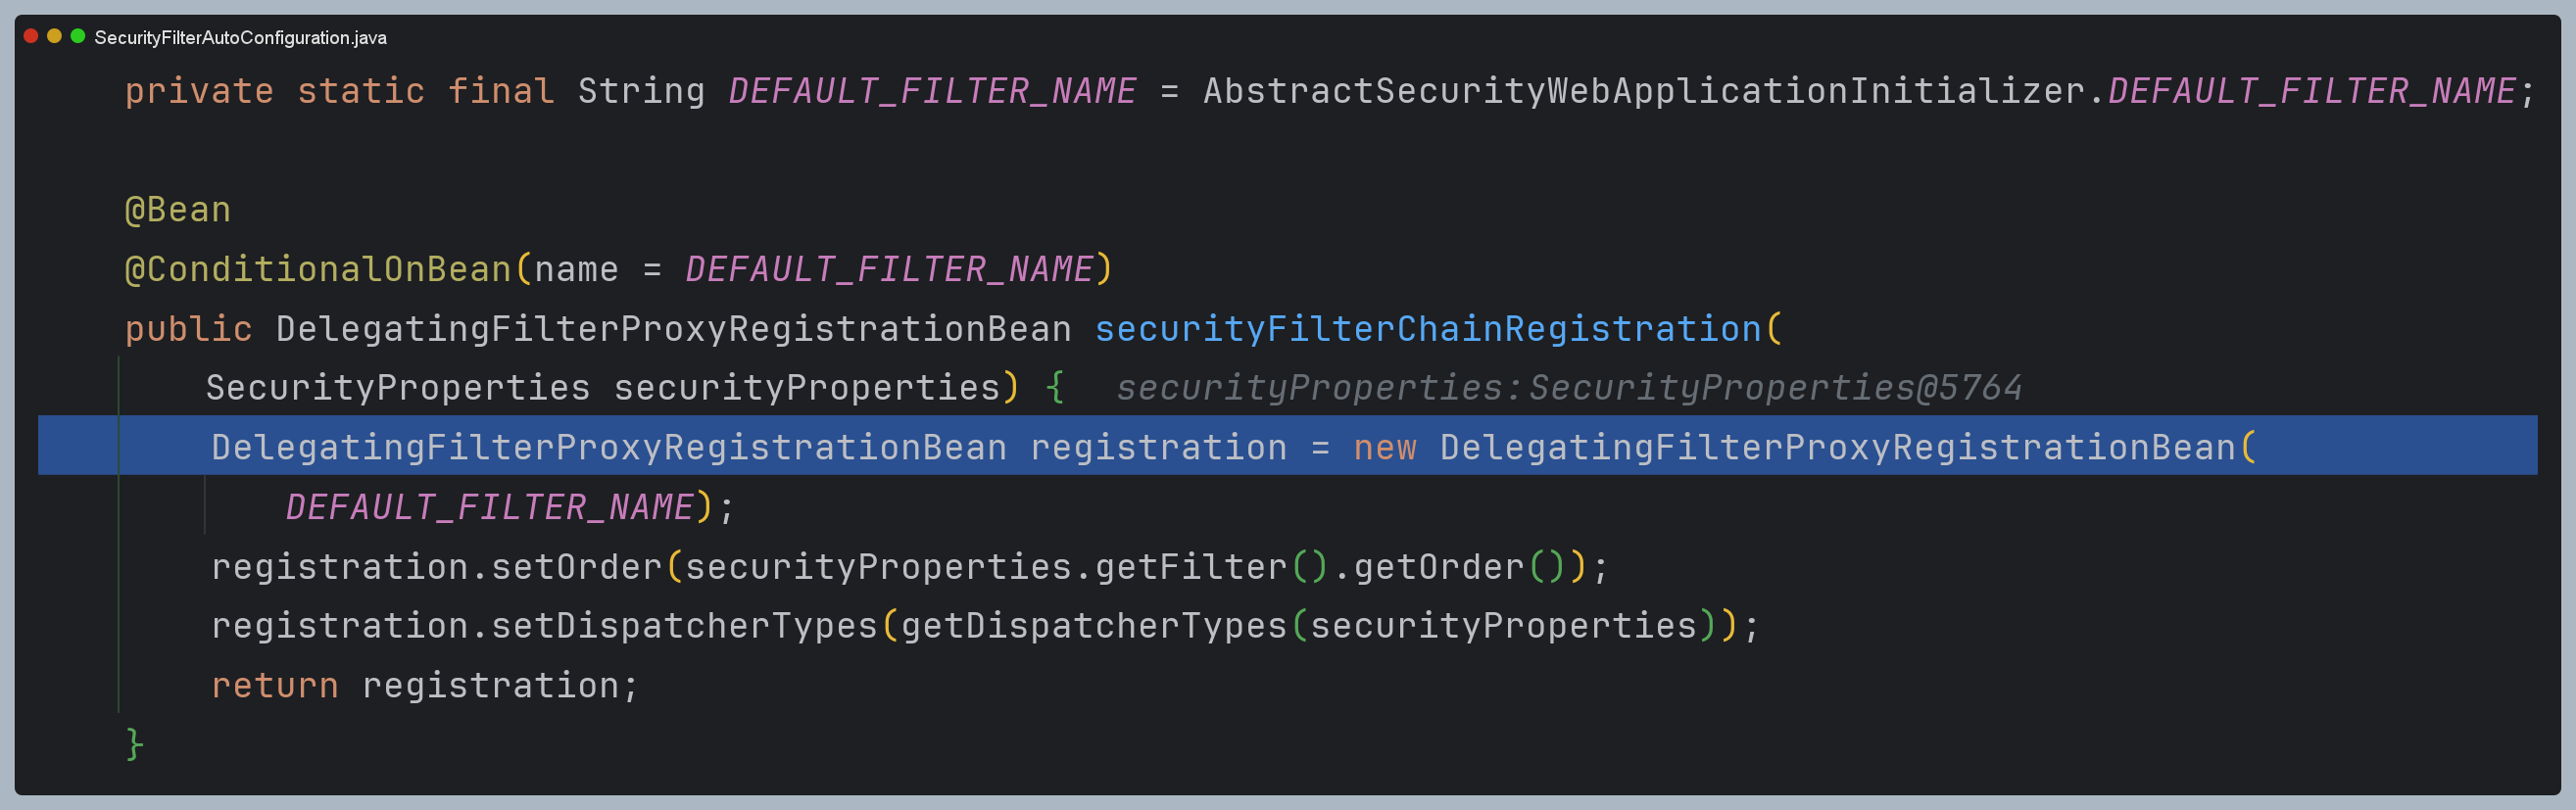 SecurityFilterAutoConfiguration.java
private static final String DEFAULT_FILTER_NAME = AbstractSecurityWebApplicationInitializer.DEFAULT_FILTER_NAME;
@Bean
@ConditionalOnBean(name = DEFAULT_FILTER_NAME)
public DelegatingFilterProxyRegistrationBean securityFilterChainRegistration(
SecurityProperties securityProperties) {  securityProperties:SecurityProperties@5764
DelegatingFilterProxyRegistrationBean registration = new DelegatingFilterProxyRegistrationBean(
DEFAULT_FILTER_NAME);
registration.setOrder(securityProperties.getFilter().getOrder());
registration.setDispatcherTypes(getDispatcherTypes(securityProperties));
return registration;
}